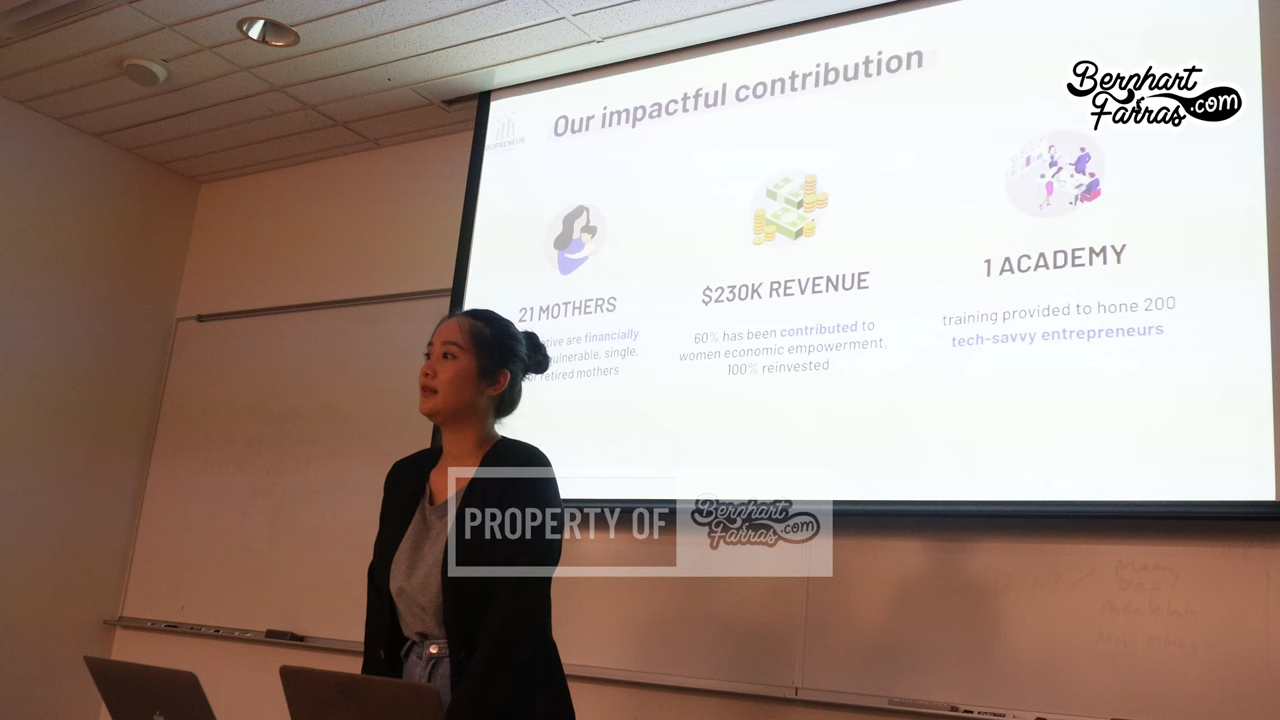 Our impactful contribution
Bernhart
& Farras .com
21 MOTHERS
are financially
vulnerable, single,
or retired mothers
$230K REVENUE
60% has been contributed to
women economic empowerment,
100% reinvested
1 ACADEMY
training provided to hone 200
tech-savvy entrepreneurs
PROPERTY OF
Bernhart
& Farras .com